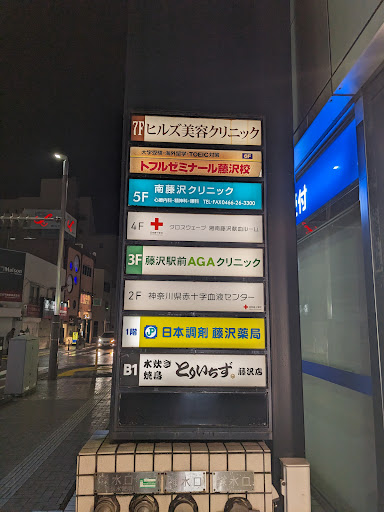 7F ヒルズ美容クリニック
大学受験・海外留学・TOEIC対策
トフルゼミナール藤沢校
6F
5F 南藤沢クリニック
心療内科・精神科・眼科 TEL・FAX0466-26-3300
4F クロスウェーブ 湘南藤沢献血ルーム
3F 藤沢駅前AGAクリニック
2F 神奈川県赤十字血液センター
1階 日本調剤 藤沢薬局
B1 水炊き 焼鳥 とりいちず 藤沢店
付